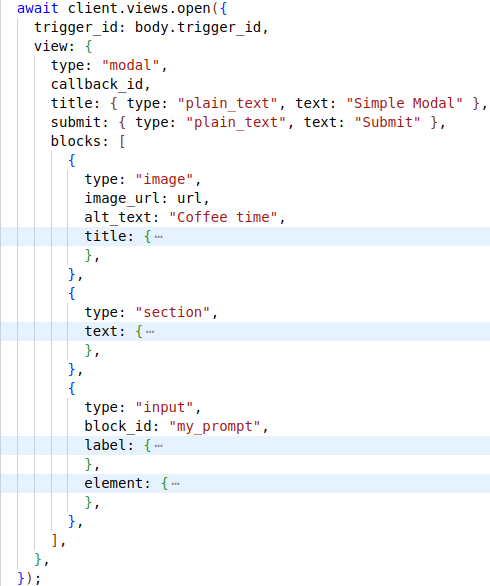 await client.views.open({
  trigger_id: body.trigger_id,
  view: {
    type: "modal",
    callback_id,
    title: { type: "plain_text", text: "Simple Modal" },
    submit: { type: "plain_text", text: "Submit" },
    blocks: [
      {
        type: "image",
        image_url: url,
        alt_text: "Coffee time",
        title: {⋯
        },
      },
      {
        type: "section",
        text: {⋯
        },
      },
      {
        type: "input",
        block_id: "my_prompt",
        label: {⋯
        },
        element: {⋯
        },
      },
    ],
  },
});